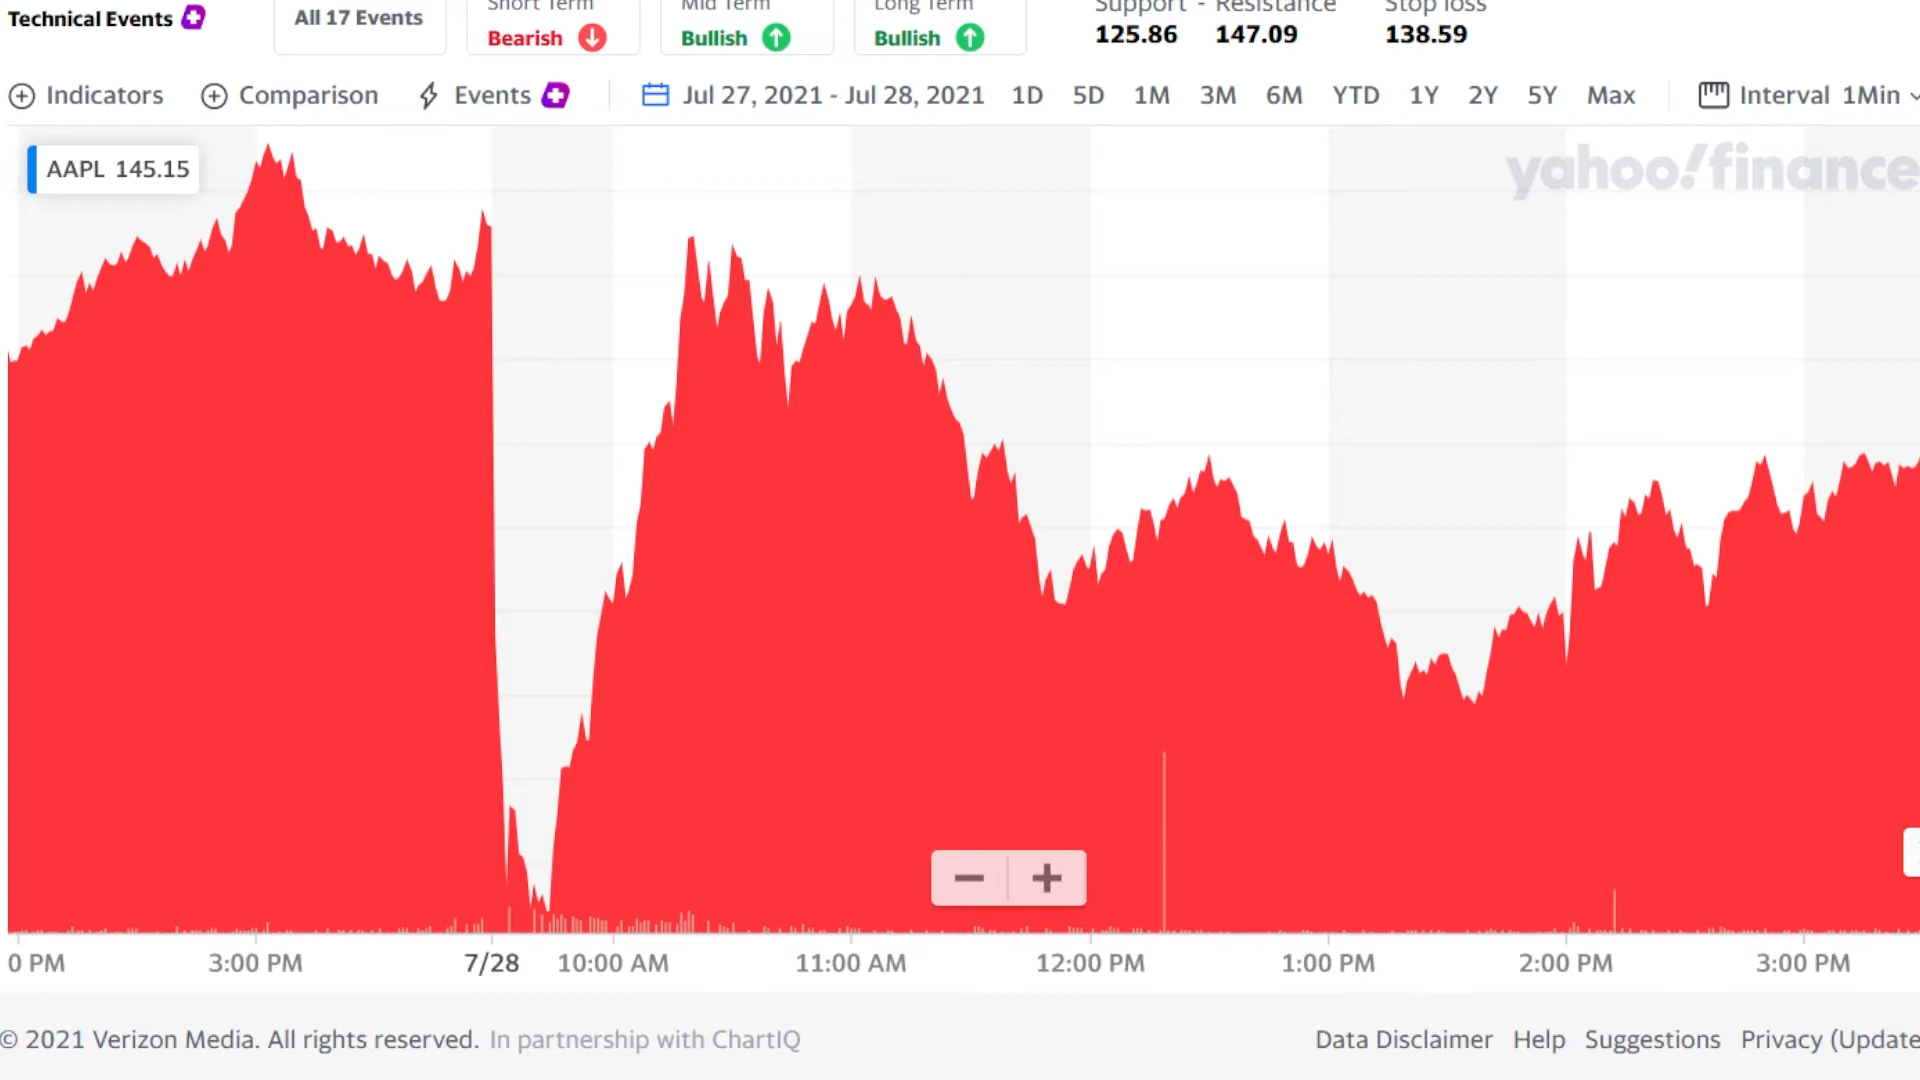 Technical Events
All 17 Events
Short Term
Bearish
Mid Term
Bullish
Long Term
Bullish
Support - Resistance
125.86 147.09
Stop loss
138.59
Indicators Comparison Events Jul 27, 2021 - Jul 28, 2021 1D 5D 1M 3M 6M YTD 1Y 2Y 5Y Max Interval 1Min
AAPL 145.15
yahoo!finance
0 PM 3:00 PM 7/28 10:00 AM 11:00 AM 12:00 PM 1:00 PM 2:00 PM 3:00 PM
© 2021 Verizon Media. All rights reserved. In partnership with ChartIQ
Data Disclaimer Help Suggestions Privacy (Update